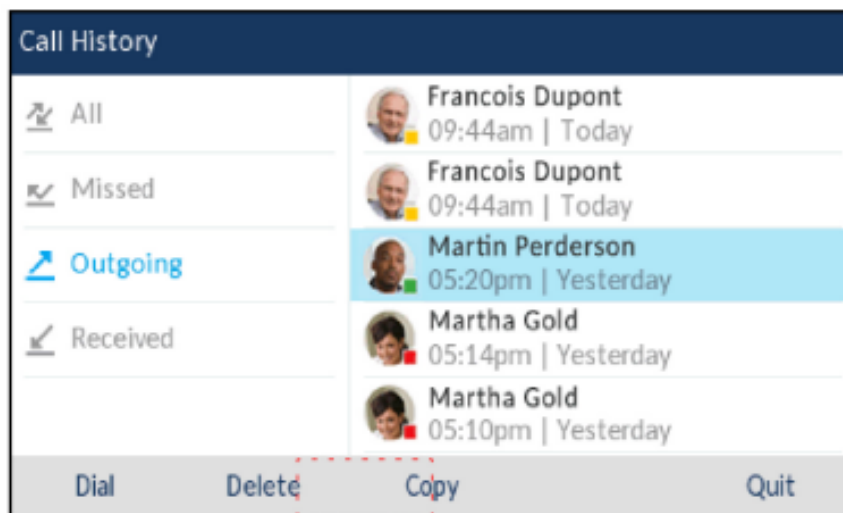 Call History
All
Missed
Outgoing
Received
Francois Dupont
09:44am | Today
Francois Dupont
09:44am | Today
Martin Perderson
05:20pm | Yesterday
Martha Gold
05:14pm | Yesterday
Martha Gold
05:10pm | Yesterday
Dial Delete Copy Quit